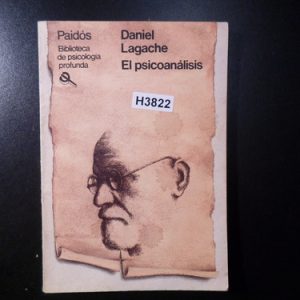 Paidós
Biblioteca
de psicología
profunda
Daniel
Lagache
El psicoanálisis
H3822